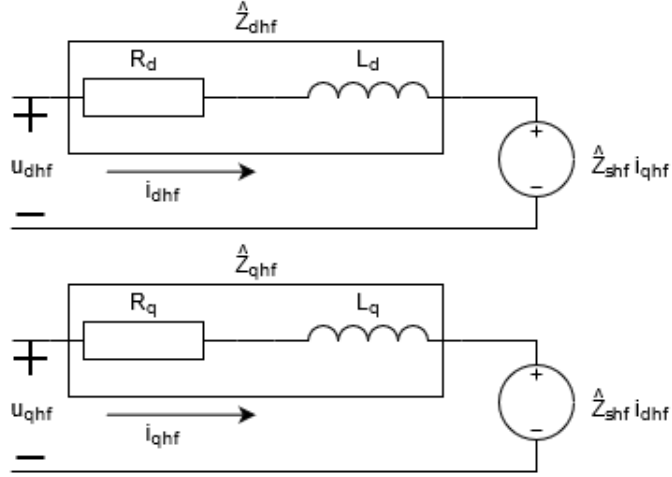 Ẑdhf
Rd Ld
+ +
udhf idhf Ẑshf iqhf
− −
Ẑqhf
Rq Lq
+ +
uqhf iqhf Ẑshf idhf
− −